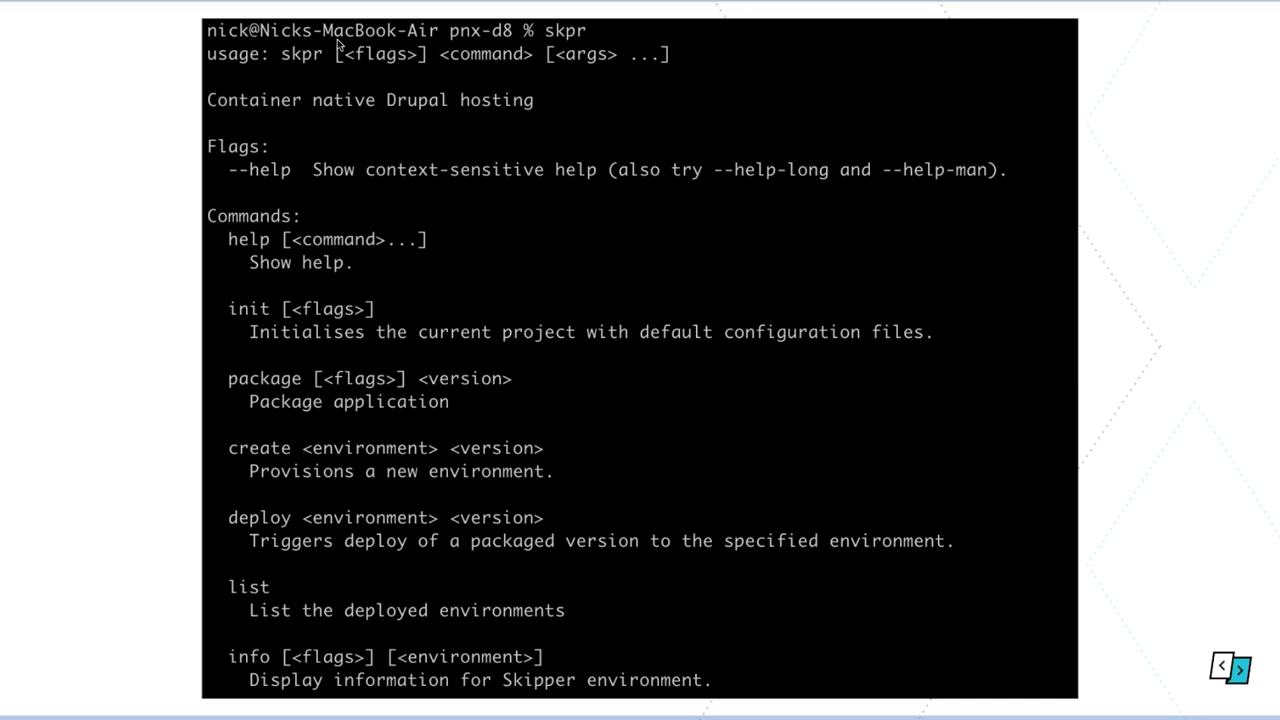 nick@Nicks-MacBook-Air pnx-d8 % skpr
usage: skpr [<flags>] <command> [<args> ...]
Container native Drupal hosting
Flags:
--help  Show context-sensitive help (also try --help-long and --help-man).
Commands:
help [<command>...]
Show help.
init [<flags>]
Initialises the current project with default configuration files.
package [<flags>] <version>
Package application
create <environment> <version>
Provisions a new environment.
deploy <environment> <version>
Triggers deploy of a packaged version to the specified environment.
list
List the deployed environments
info [<flags>] [<environment>]
Display information for Skipper environment.